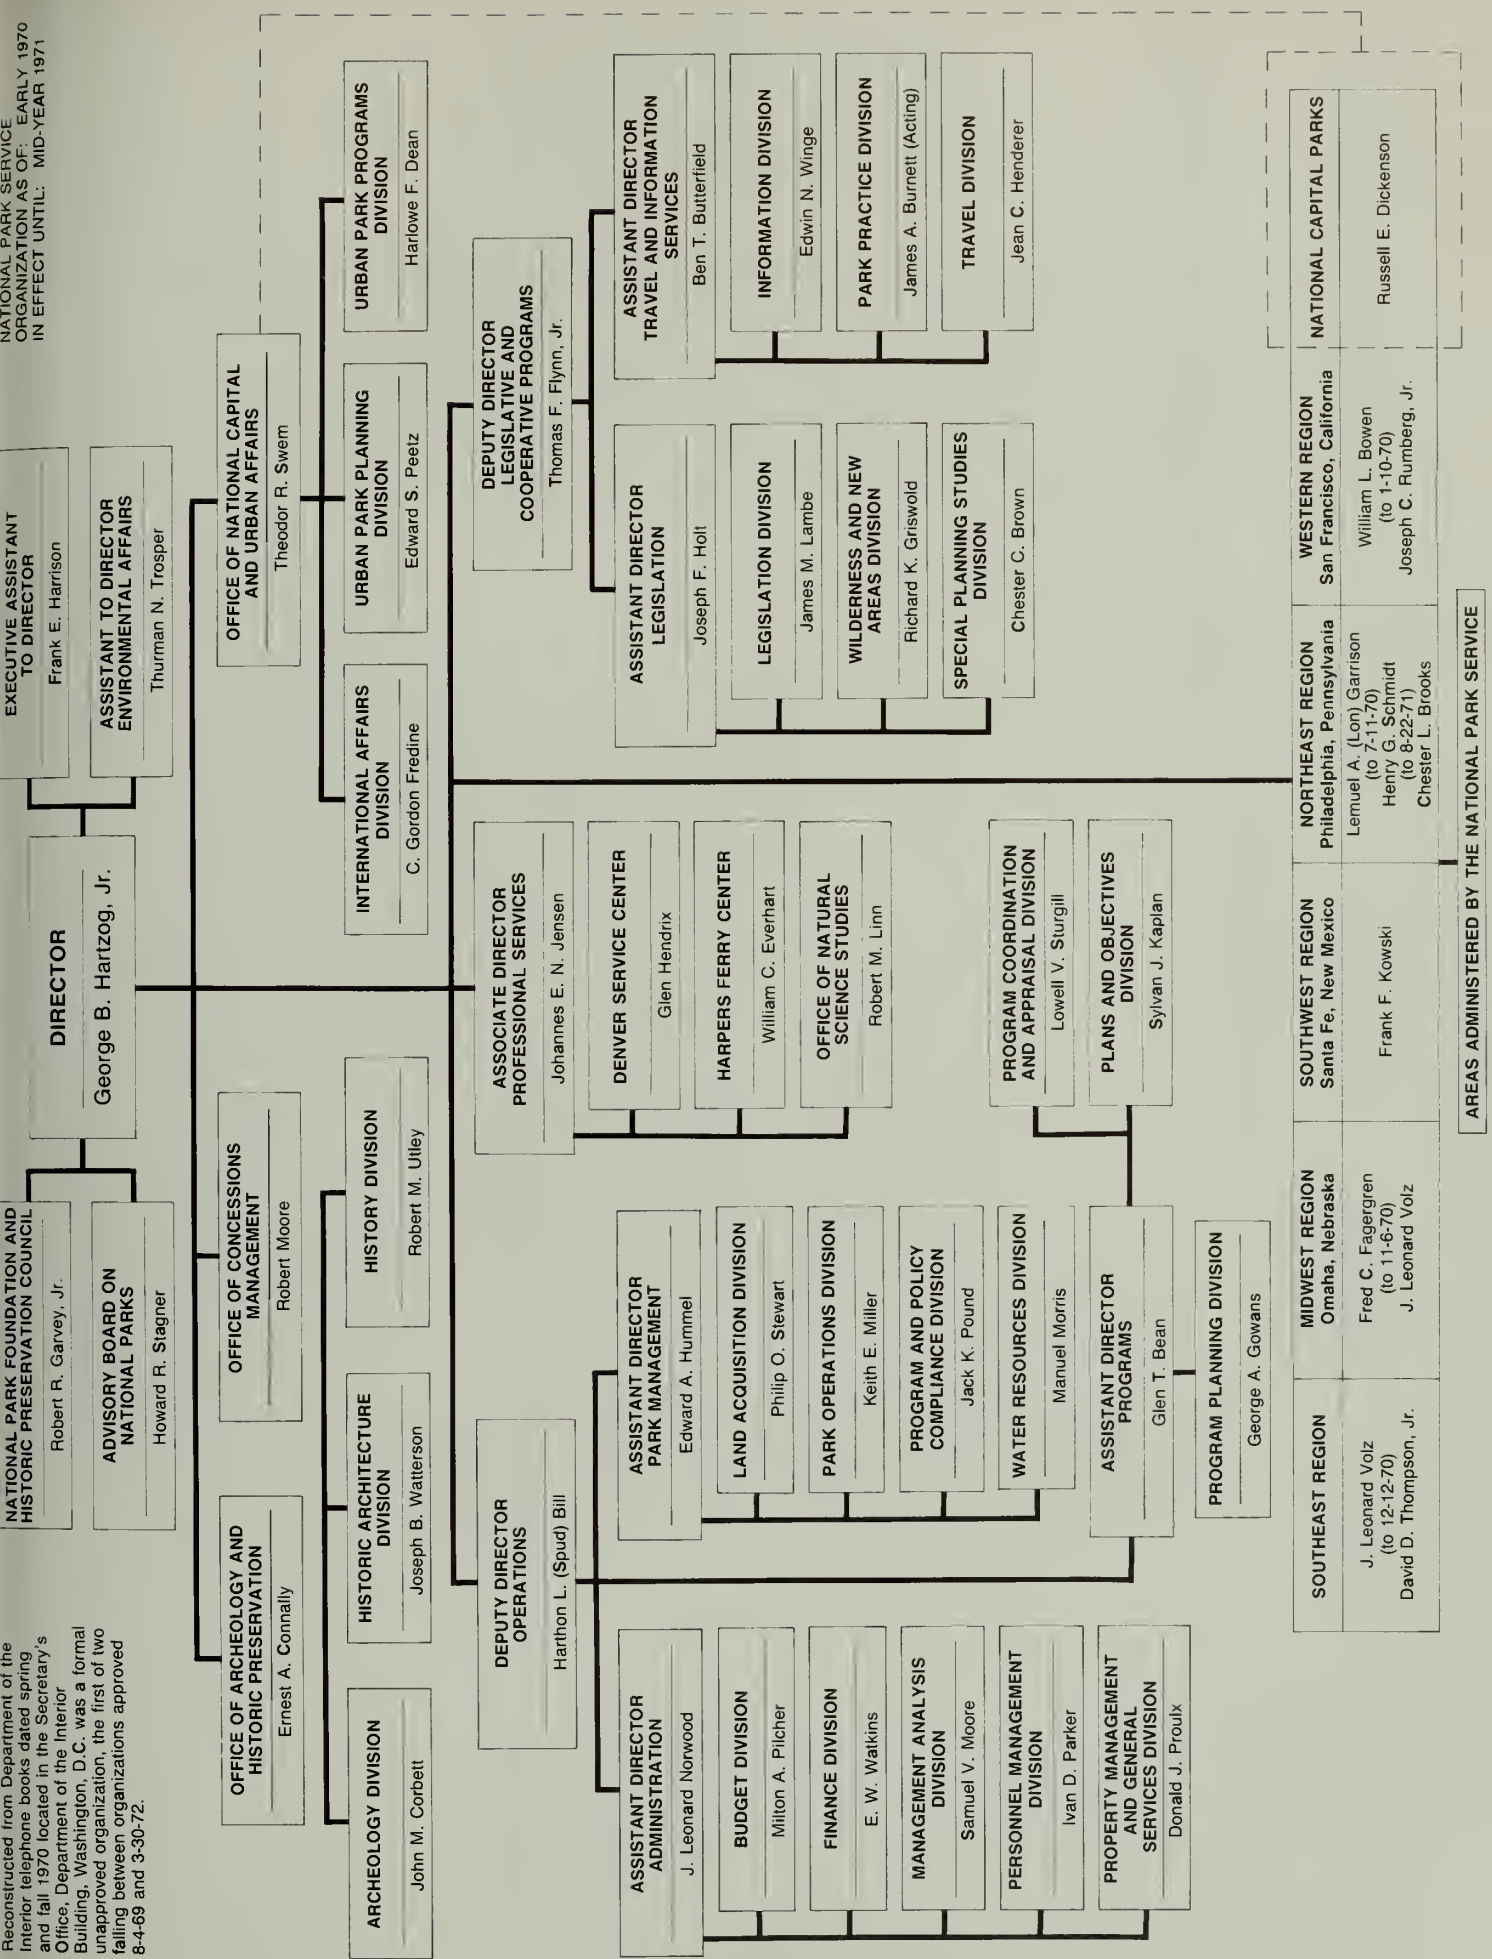 Reconstructed from Department of the
Interior telephone books dated spring
and fall 1970 located in the Secretary's
Office, Department of the Interior
Building, Washington, D.C. was a formal
unapproved organization, the first of two
falling between organizations approved
8-4-69 and 3-30-72.
NATIONAL PARK SERVICE
ORGANIZATION AS OF: EARLY 1970
IN EFFECT UNTIL: MID-YEAR 1971
NATIONAL PARK FOUNDATION AND
HISTORIC PRESERVATION COUNCIL
Robert R. Garvey, Jr.
ADVISORY BOARD ON
NATIONAL PARKS
Howard R. Stagner
DIRECTOR
George B. Hartzog, Jr.
EXECUTIVE ASSISTANT
TO DIRECTOR
Frank E. Harrison
ASSISTANT TO DIRECTOR
ENVIRONMENTAL AFFAIRS
Thurman N. Trosper
OFFICE OF ARCHEOLOGY AND
HISTORIC PRESERVATION
Ernest A. Connally
OFFICE OF CONCESSIONS
MANAGEMENT
Robert Moore
OFFICE OF NATIONAL CAPITAL
AND URBAN AFFAIRS
Theodor R. Swem
ARCHEOLOGY DIVISION
John M. Corbett
HISTORIC ARCHITECTURE
DIVISION
Joseph B. Watterson
HISTORY DIVISION
Robert M. Utley
INTERNATIONAL AFFAIRS
DIVISION
C. Gordon Fredine
URBAN PARK PLANNING
DIVISION
Edward S. Peetz
URBAN PARK PROGRAMS
DIVISION
Harlowe F. Dean
DEPUTY DIRECTOR
OPERATIONS
Harthon L. (Spud) Bill
ASSOCIATE DIRECTOR
PROFESSIONAL SERVICES
Johannes E. N. Jensen
DEPUTY DIRECTOR
LEGISLATIVE AND
COOPERATIVE PROGRAMS
Thomas F. Flynn, Jr.
ASSISTANT DIRECTOR
ADMINISTRATION
J. Leonard Norwood
BUDGET DIVISION
Milton A. Pilcher
FINANCE DIVISION
E. W. Watkins
MANAGEMENT ANALYSIS
DIVISION
Samuel V. Moore
PERSONNEL MANAGEMENT
DIVISION
Ivan D. Parker
PROPERTY MANAGEMENT
AND GENERAL
SERVICES DIVISION
Donald J. Proulx
ASSISTANT DIRECTOR
PARK MANAGEMENT
Edward A. Hummel
LAND ACQUISITION DIVISION
Philip O. Stewart
PARK OPERATIONS DIVISION
Keith E. Miller
PROGRAM AND POLICY
COMPLIANCE DIVISION
Jack K. Pound
WATER RESOURCES DIVISION
Manuel Morris
ASSISTANT DIRECTOR
PROGRAMS
Glen T. Bean
PROGRAM PLANNING DIVISION
George A. Gowans
DENVER SERVICE CENTER
Glen Hendrix
HARPERS FERRY CENTER
William C. Everhart
OFFICE OF NATURAL
SCIENCE STUDIES
Robert M. Linn
PROGRAM COORDINATION
AND APPRAISAL DIVISION
Lowell V. Sturgill
PLANS AND OBJECTIVES
DIVISION
Sylvan J. Kaplan
ASSISTANT DIRECTOR
LEGISLATION
Joseph F. Holt
LEGISLATION DIVISION
James M. Lambe
WILDERNESS AND NEW
AREAS DIVISION
Richard K. Griswold
SPECIAL PLANNING STUDIES
DIVISION
Chester C. Brown
ASSISTANT DIRECTOR
TRAVEL AND INFORMATION
SERVICES
Ben T. Butterfield
INFORMATION DIVISION
Edwin N. Winge
PARK PRACTICE DIVISION
James A. Burnett (Acting)
TRAVEL DIVISION
Jean C. Henderer
SOUTHEAST REGION
J. Leonard Volz
(to 12-12-70)
David D. Thompson, Jr.
MIDWEST REGION
Omaha, Nebraska
Fred C. Fagergren
(to 11-6-70)
J. Leonard Volz
SOUTHWEST REGION
Santa Fe, New Mexico
Frank F. Kowski
NORTHEAST REGION
Philadelphia, Pennsylvania
Lemuel A. (Lon) Garrison
(to 7-11-70)
Henry G. Schmidt
(to 8-22-71)
Chester L. Brooks
WESTERN REGION
San Francisco, California
William L. Bowen
(to 1-10-70)
Joseph C. Rumberg, Jr.
NATIONAL CAPITAL PARKS
Russell E. Dickenson
AREAS ADMINISTERED BY THE NATIONAL PARK SERVICE